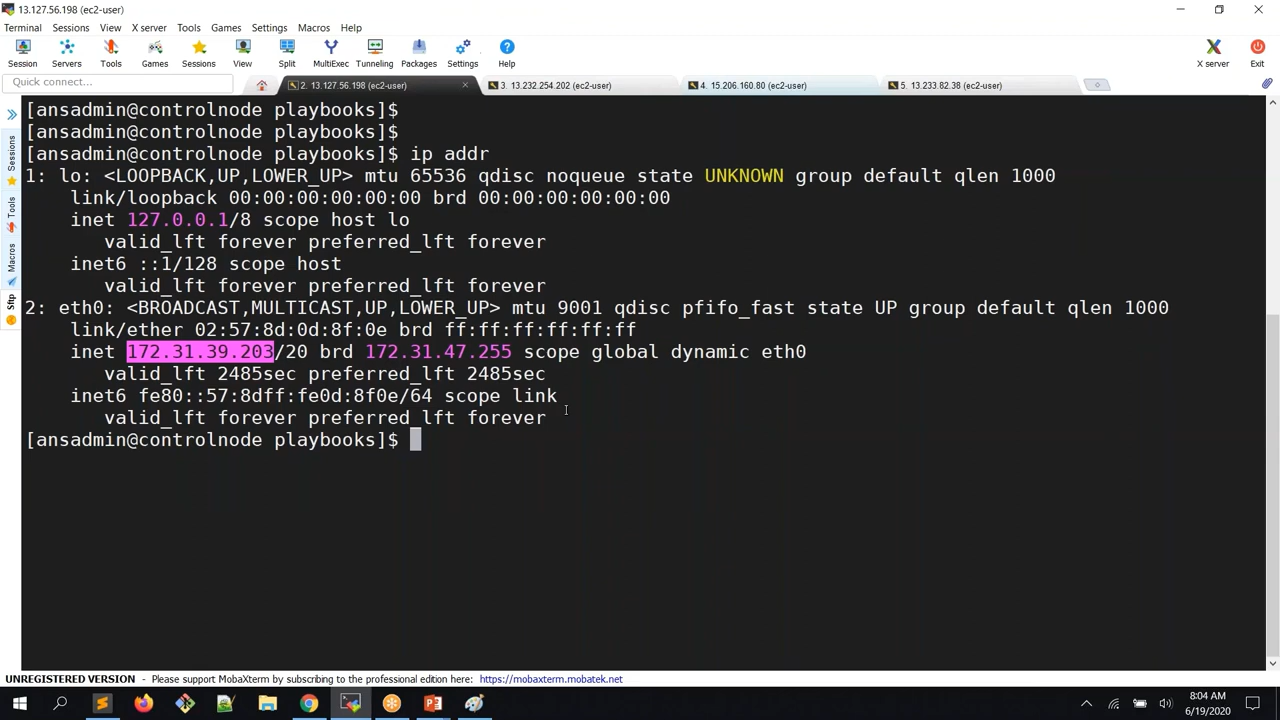 13.127.56.198 (ec2-user)
Terminal Sessions View X server Tools Games Settings Macros Help
Session Servers Tools Games Sessions View Split MultiExec Tunneling Packages Settings Help X server Exit
Quick connect...
2. 13.127.56.198 (ec2-user)
3. 13.232.254.202 (ec2-user)
4. 15.206.160.80 (ec2-user)
5. 13.233.82.38 (ec2-user)
Sessions
Tools
Macros
Sftp
[ansadmin@controlnode playbooks]$
[ansadmin@controlnode playbooks]$
[ansadmin@controlnode playbooks]$ ip addr
1: lo: <LOOPBACK,UP,LOWER_UP> mtu 65536 qdisc noqueue state UNKNOWN group default qlen 1000
link/loopback 00:00:00:00:00:00 brd 00:00:00:00:00:00
inet 127.0.0.1/8 scope host lo
valid_lft forever preferred_lft forever
inet6 ::1/128 scope host
valid_lft forever preferred_lft forever
2: eth0: <BROADCAST,MULTICAST,UP,LOWER_UP> mtu 9001 qdisc pfifo_fast state UP group default qlen 1000
link/ether 02:57:8d:0d:8f:0e brd ff:ff:ff:ff:ff:ff
inet 172.31.39.203/20 brd 172.31.47.255 scope global dynamic eth0
valid_lft 2485sec preferred_lft 2485sec
inet6 fe80::57:8dff:fe0d:8f0e/64 scope link
valid_lft forever preferred_lft forever
[ansadmin@controlnode playbooks]$
UNREGISTERED VERSION - Please support MobaXterm by subscribing to the professional edition here: https://mobaxterm.mobatek.net
8:04 AM
6/19/2020